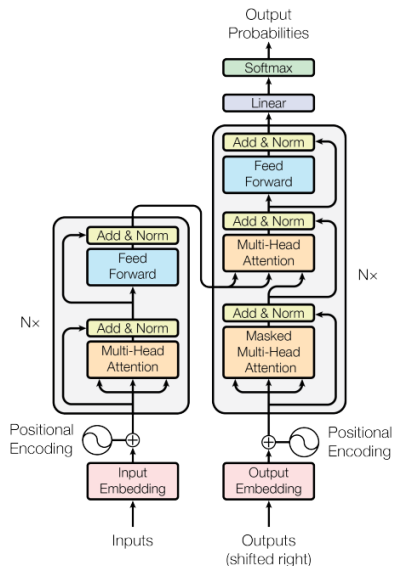 Output
Probabilities
Softmax
Linear
Add & Norm
Feed
Forward
Add & Norm
Multi-Head
Attention
Add & Norm
Masked
Multi-Head
Attention
Nx
Add & Norm
Feed
Forward
Add & Norm
Multi-Head
Attention
Nx
Positional
Encoding
Positional
Encoding
Input
Embedding
Output
Embedding
Inputs
Outputs
(shifted right)